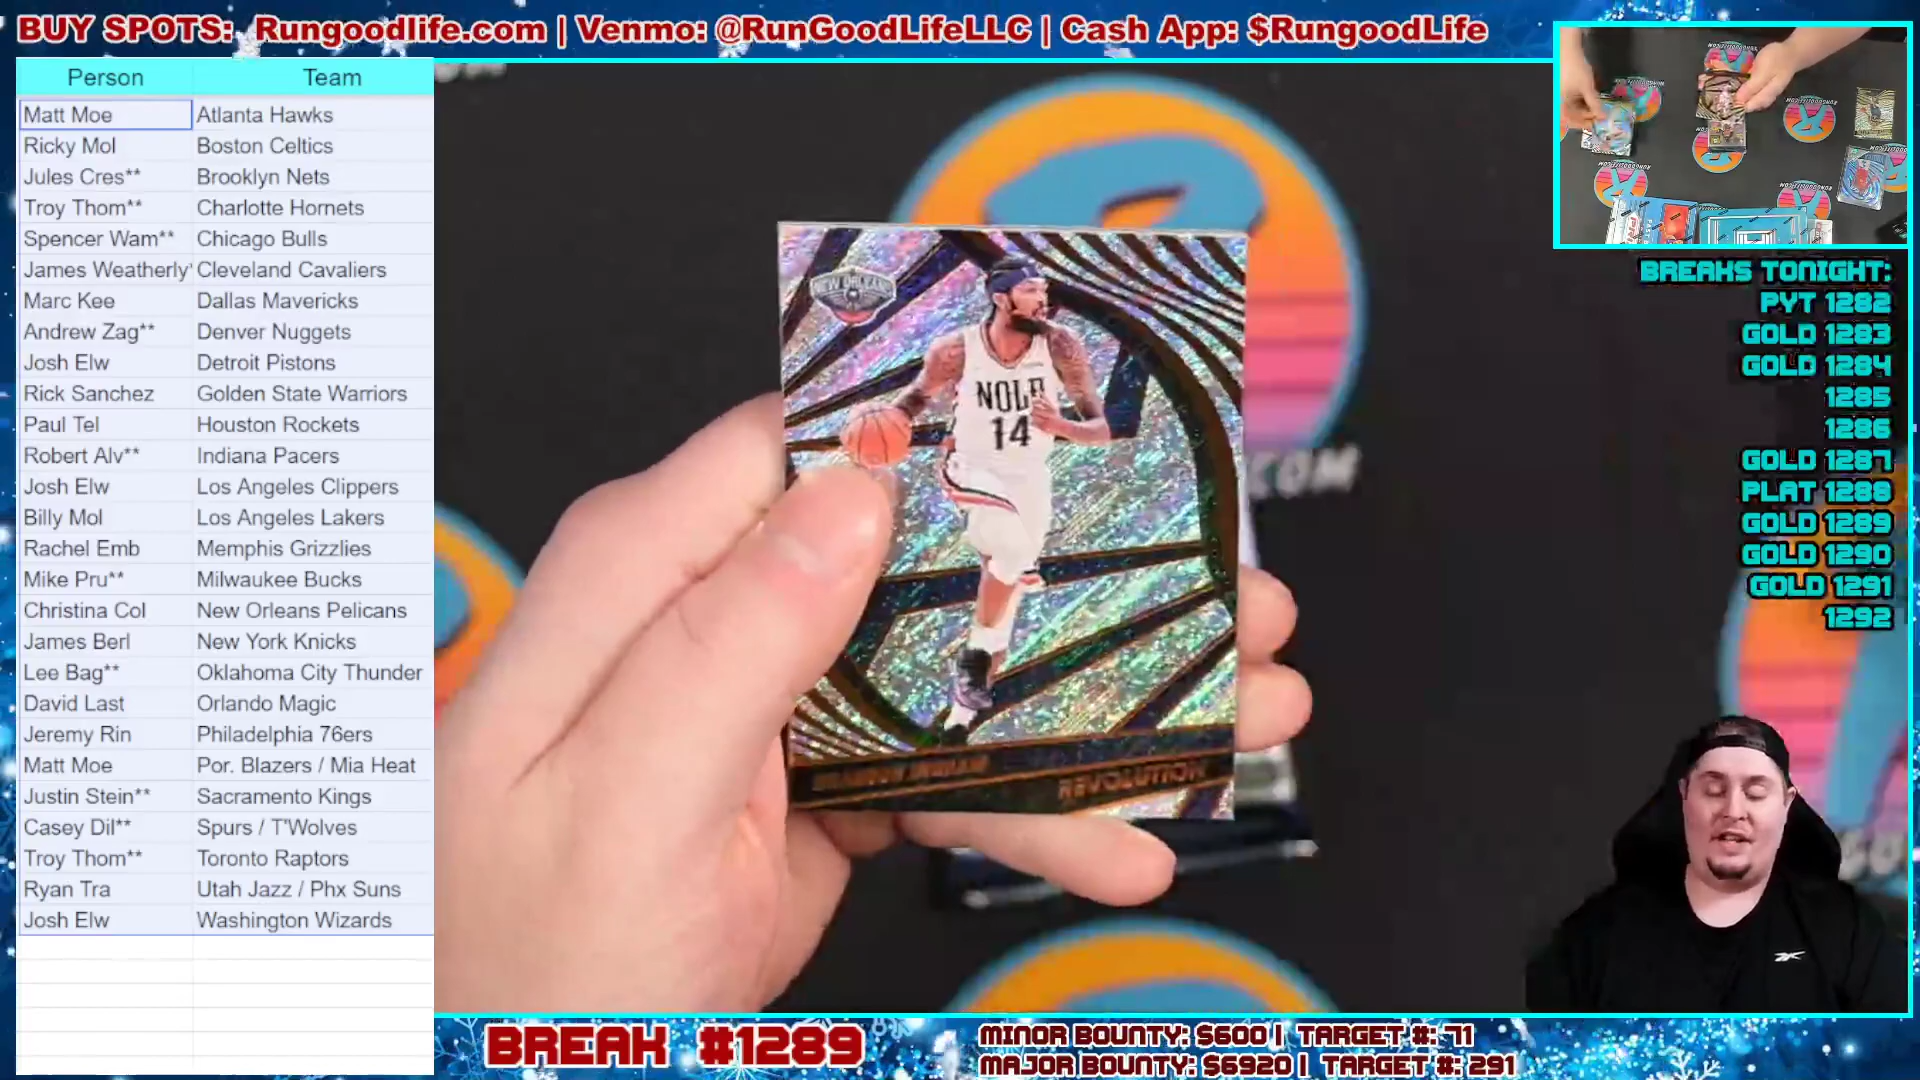 BUY SPOTS: Rungoodlife.com | Venmo: @RunGoodLifeLLC | Cash App: $RungoodLife
Person Team
Matt Moe Atlanta Hawks
Ricky Mol Boston Celtics
Jules Cres** Brooklyn Nets
Troy Thom** Charlotte Hornets
Spencer Wam** Chicago Bulls
James Weatherly* Cleveland Cavaliers
Marc Kee Dallas Mavericks
Andrew Zag** Denver Nuggets
Josh Elw Detroit Pistons
Rick Sanchez Golden State Warriors
Paul Tel Houston Rockets
Robert Alv** Indiana Pacers
Josh Elw Los Angeles Clippers
Billy Mol Los Angeles Lakers
Rachel Emb Memphis Grizzlies
Mike Pru** Milwaukee Bucks
Christina Col New Orleans Pelicans
James Berl New York Knicks
Lee Bag** Oklahoma City Thunder
David Last Orlando Magic
Jeremy Rin Philadelphia 76ers
Matt Moe Por. Blazers / Mia Heat
Justin Stein** Sacramento Kings
Casey Dil** Spurs / T'Wolves
Troy Thom** Toronto Raptors
Ryan Tra Utah Jazz / Phx Suns
Josh Elw Washington Wizards
NEW ORLEANS
NOLA
14
BRANDON INGRAM
REVOLUTION
.COM
BREAKS TONIGHT:
PYT 1282
GOLD 1283
GOLD 1284
1285
1286
GOLD 1287
PLAT 1288
GOLD 1289
GOLD 1290
GOLD 1291
1292
BREAK #1289
MINOR BOUNTY: $600 | TARGET #: 71
MAJOR BOUNTY: $6920 | TARGET #: 291